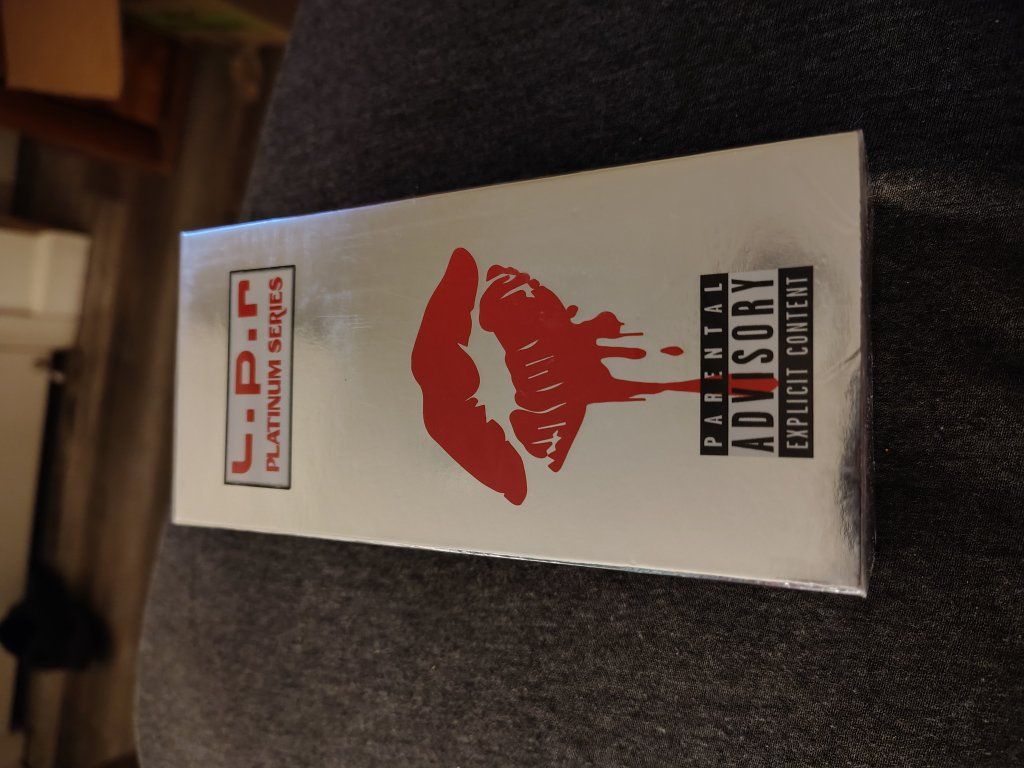 L.P.r
PLATINUM SERIES
PARENTAL
ADVISORY
EXPLICIT CONTENT